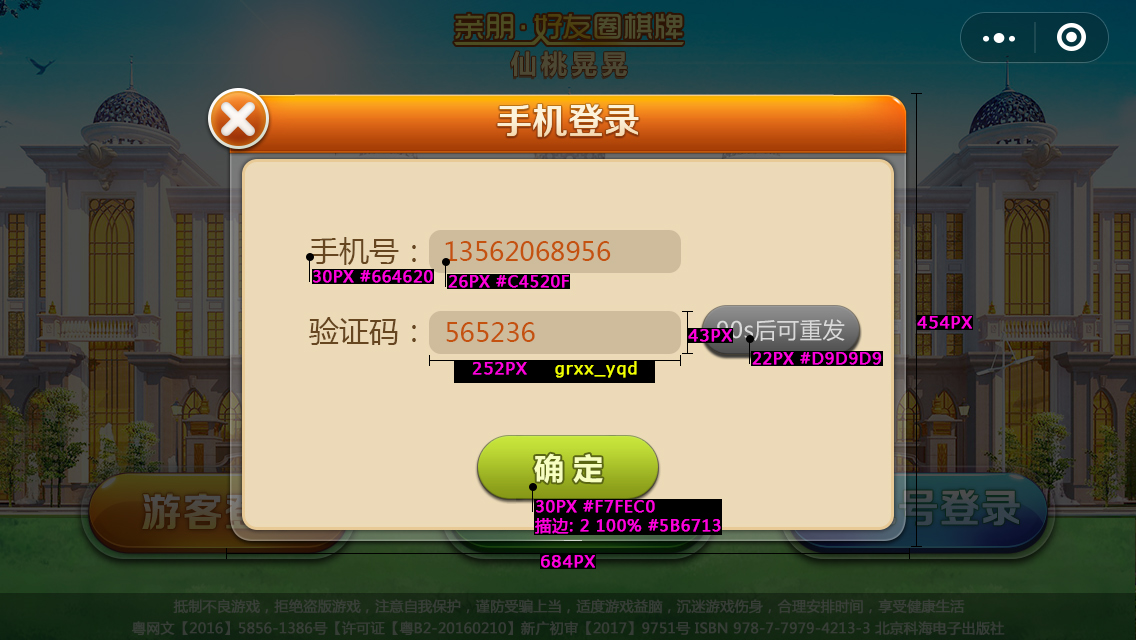 亲朋·好友圈棋牌
仙桃晃晃
手机登录
手机号：13562068956
30PX #664620
26PX #C4520F
验证码：565236
00s后可重发
43PX
454PX
22PX #D9D9D9
252PX grxx_yqd
确定
30PX #F7FEC0
描边: 2 100% #5B6713
游客登
号登录
684PX
抵制不良游戏，拒绝盗版游戏，注意自我保护，谨防受骗上当，适度游戏益脑，沉迷游戏伤身，合理安排时间，享受健康生活
粤网文【2016】5856-1386号【许可证【粤B2-20160210】新广初审【2017】9751号 ISBN 978-7-7979-4213-3 北京科海电子出版社